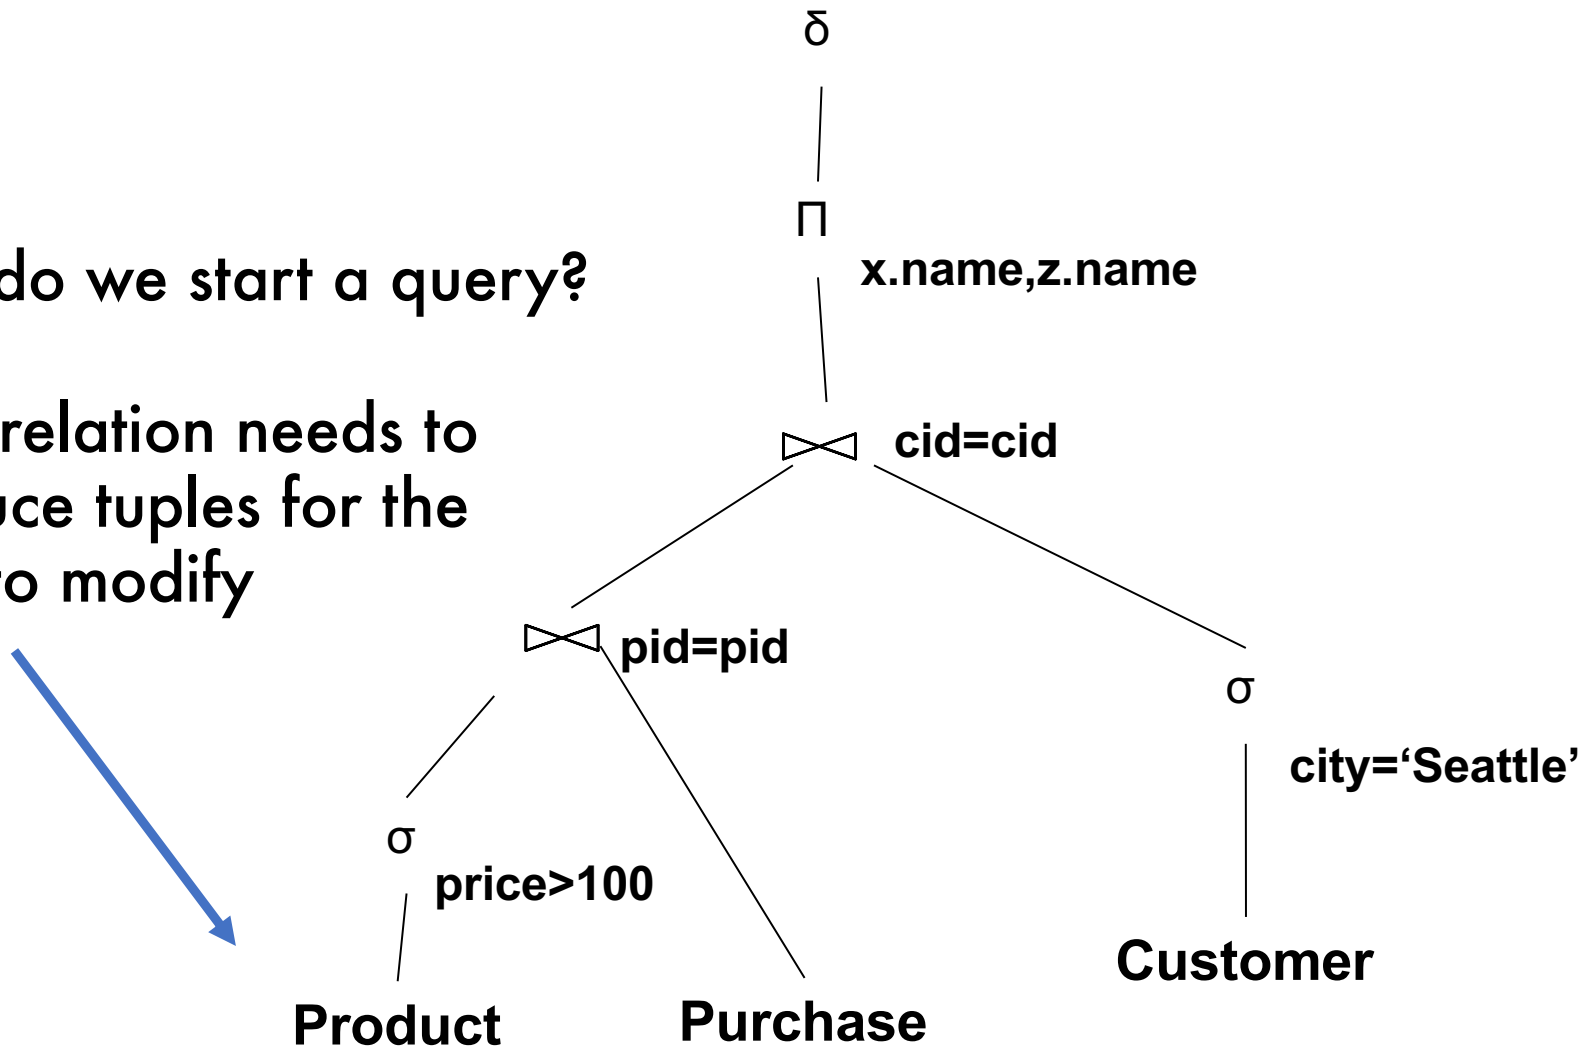 δ
Π
do we start a query?
x.name,z.name
relation needs to
cid=cid
uce tuples for the
to modify
pid=pid
σ
city=‘Seattle’
σ
price>100
Customer
Product
Purchase